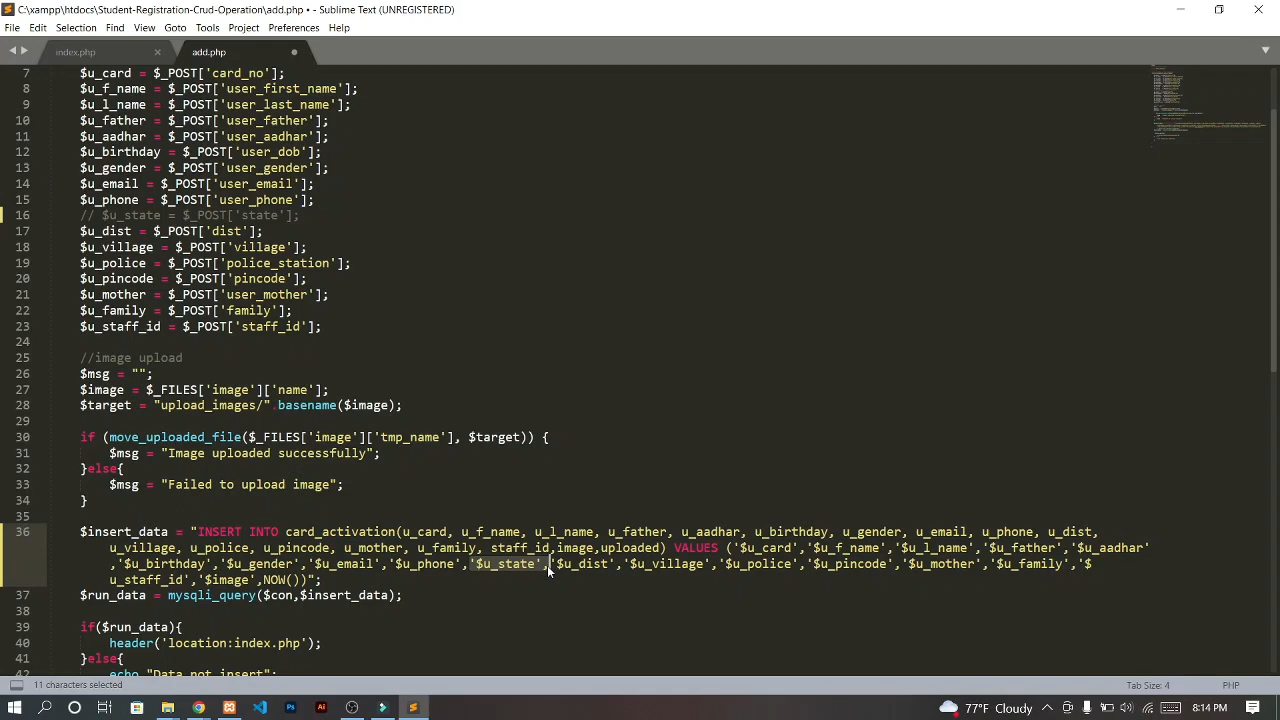 C:\xampp\htdocs\Student-Registration-Crud-Operation\add.php • - Sublime Text (UNREGISTERED)
File Edit Selection Find View Goto Tools Project Preferences Help
index.php × add.php
7 $u_card = $_POST['card_no'];
8 $u_f_name = $_POST['user_first_name'];
9 $u_l_name = $_POST['user_last_name'];
10 $u_father = $_POST['user_father'];
11 $u_aadhar = $_POST['user_aadhar'];
12 $u_birthday = $_POST['user_dob'];
13 $u_gender = $_POST['user_gender'];
14 $u_email = $_POST['user_email'];
15 $u_phone = $_POST['user_phone'];
16 // $u_state = $_POST['state'];
17 $u_dist = $_POST['dist'];
18 $u_village = $_POST['village'];
19 $u_police = $_POST['police_station'];
20 $u_pincode = $_POST['pincode'];
21 $u_mother = $_POST['user_mother'];
22 $u_family = $_POST['family'];
23 $u_staff_id = $_POST['staff_id'];
24
25 //image upload
26 $msg = "";
27 $image = $_FILES['image']['name'];
28 $target = "upload_images/".basename($image);
29
30 if (move_uploaded_file($_FILES['image']['tmp_name'], $target)) {
31 $msg = "Image uploaded successfully";
32 }else{
33 $msg = "Failed to upload image";
34 }
35
36 $insert_data = "INSERT INTO card_activation(u_card, u_f_name, u_l_name, u_father, u_aadhar, u_birthday, u_gender, u_email, u_phone, u_dist,
u_village, u_police, u_pincode, u_mother, u_family, staff_id,image,uploaded) VALUES ('$u_card','$u_f_name','$u_l_name','$u_father','$u_aadhar'
,'$u_birthday','$u_gender','$u_email','$u_phone','$u_state','$u_dist','$u_village','$u_police','$u_pincode','$u_mother','$u_family','$
u_staff_id','$image',NOW())";
37 $run_data = mysqli_query($con,$insert_data);
38
39 if($run_data){
40 header('location:index.php');
41 }else{
42 echo "Data not insert";
11 characters selected Tab Size: 4 PHP
77°F Cloudy 8:14 PM